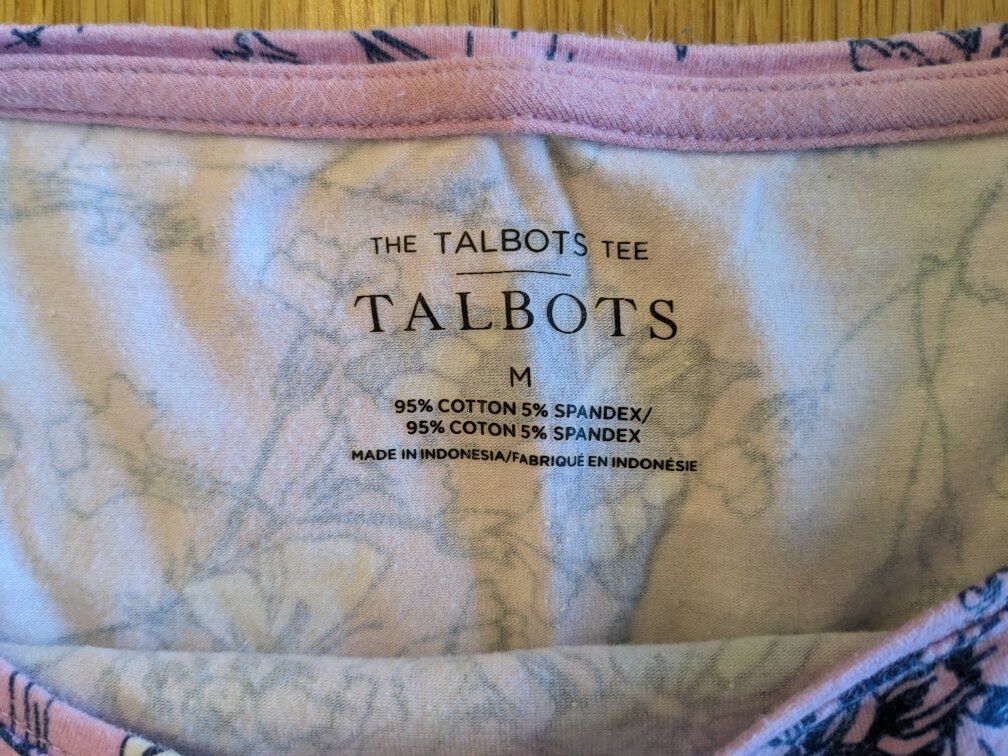 THE TALBOTS TEE
TALBOTS
M
95% COTTON 5% SPANDEX/
95% COTON 5% SPANDEX
MADE IN INDONESIA/FABRIQUÉ EN INDONÉSIE